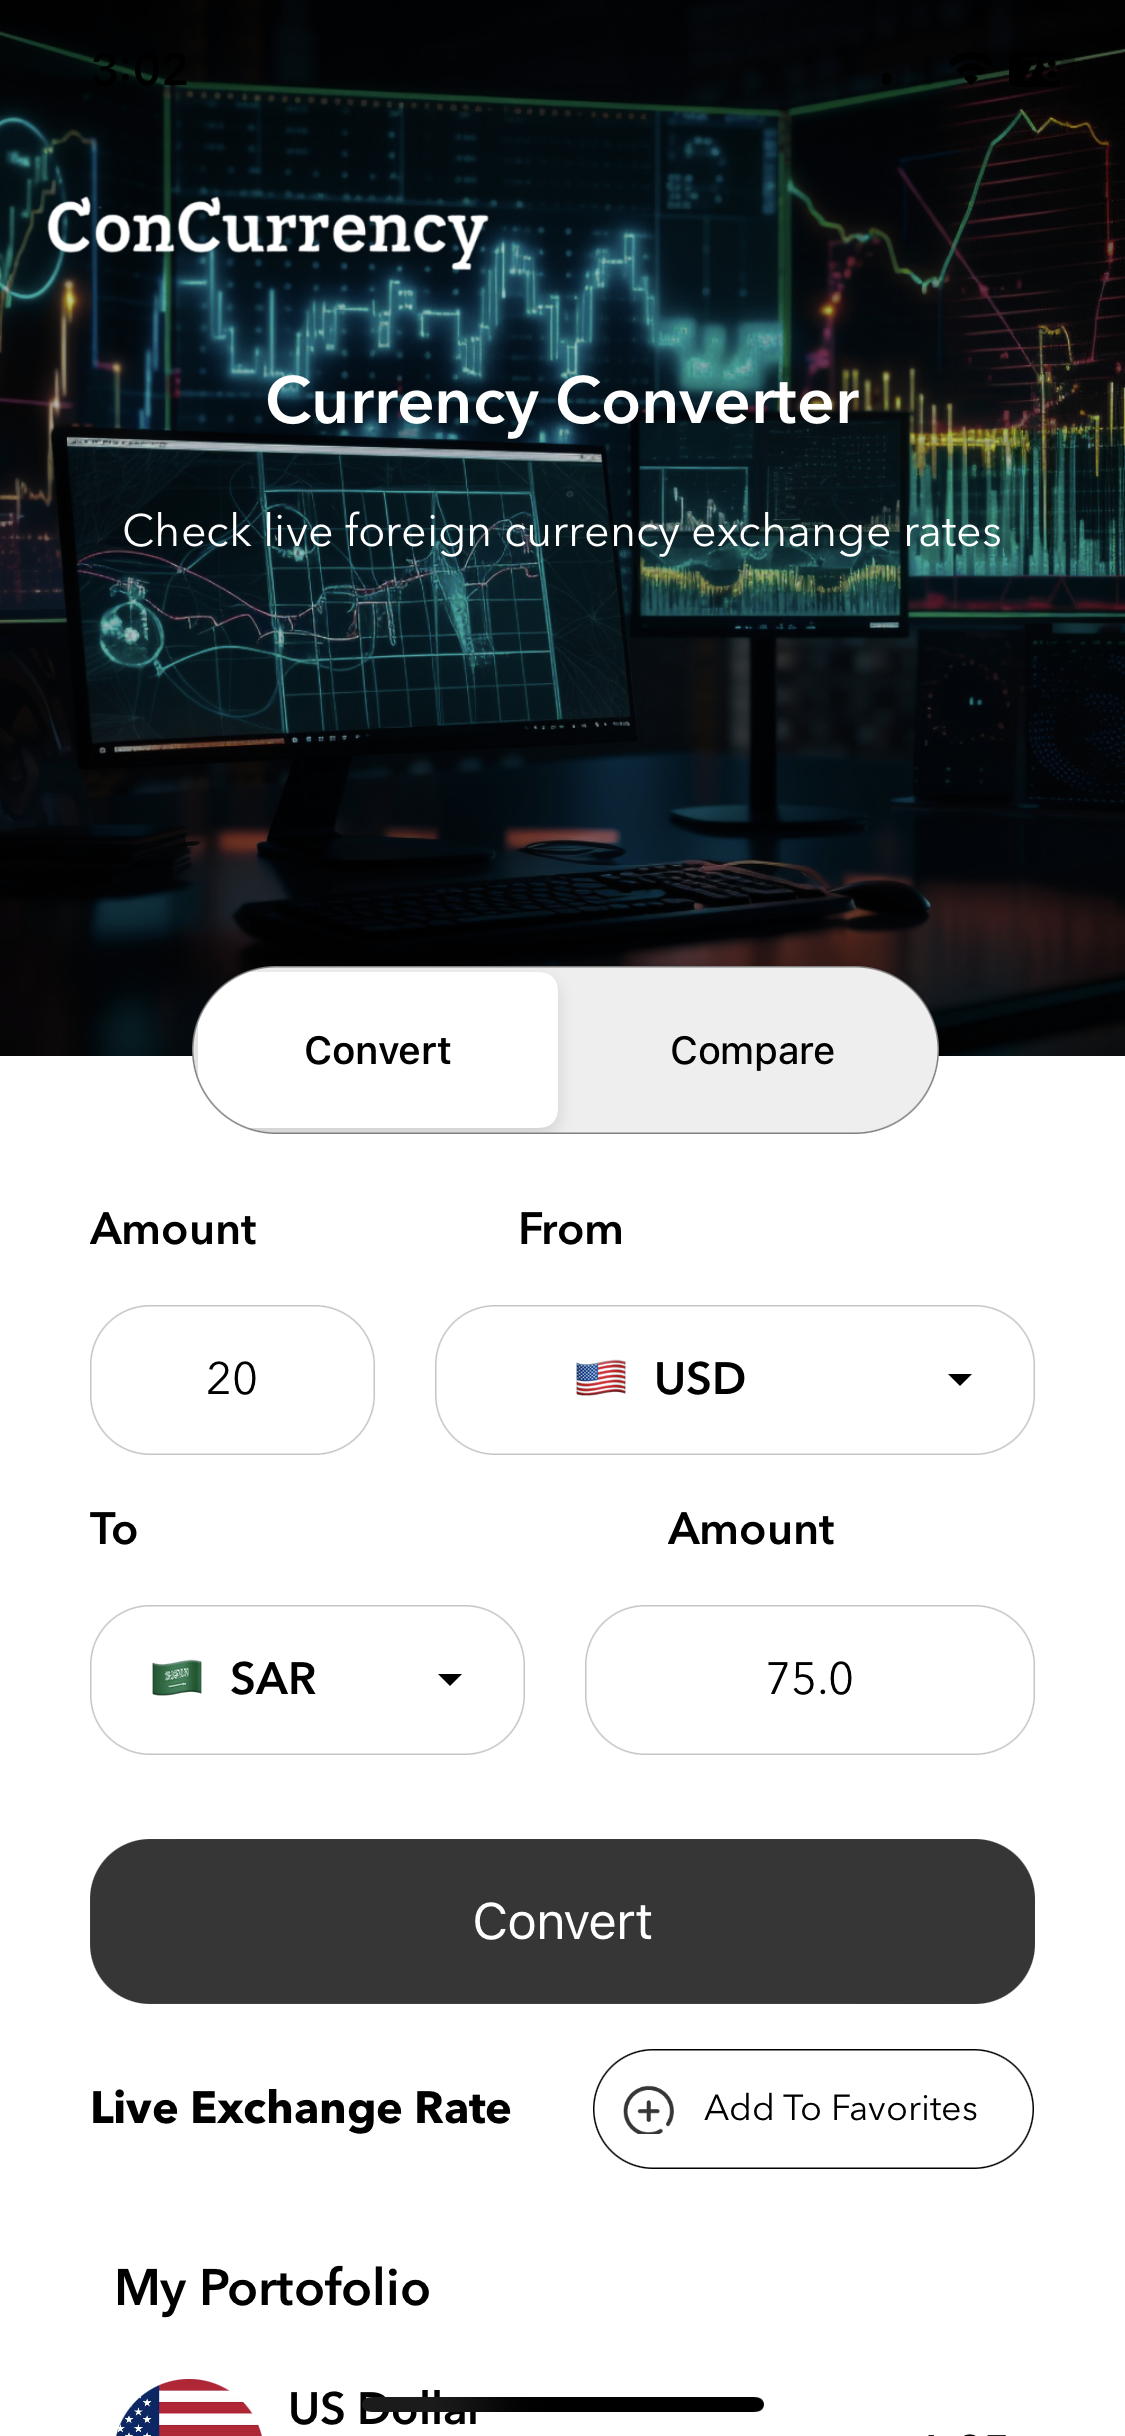 3:02
ConCurrency
Currency Converter
Check live foreign currency exchange rates
Convert
Compare
Amount
From
20
USD
To
Amount
SAR
75.0
Convert
Live Exchange Rate
Add To Favorites
My Portofolio
US Dollar